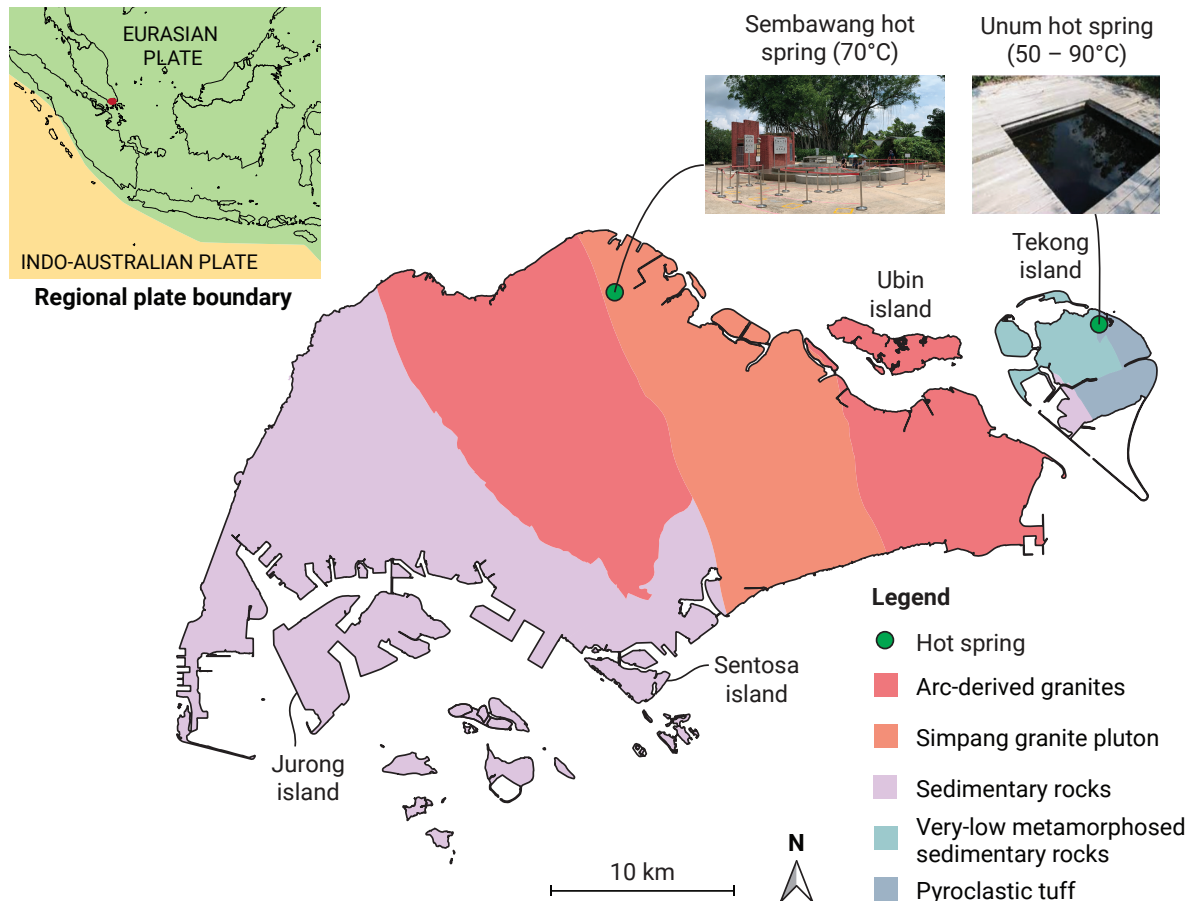 EURASIAN
PLATE
INDO-AUSTRALIAN PLATE
Regional plate boundary
Sembawang hot
spring (70°C)
Unum hot spring
(50 – 90°C)
Tekong
island
Ubin
island
Sentosa
island
Jurong
island
10 km
N
Legend
Hot spring
Arc-derived granites
Simpang granite pluton
Sedimentary rocks
Very-low metamorphosed
sedimentary rocks
Pyroclastic tuff